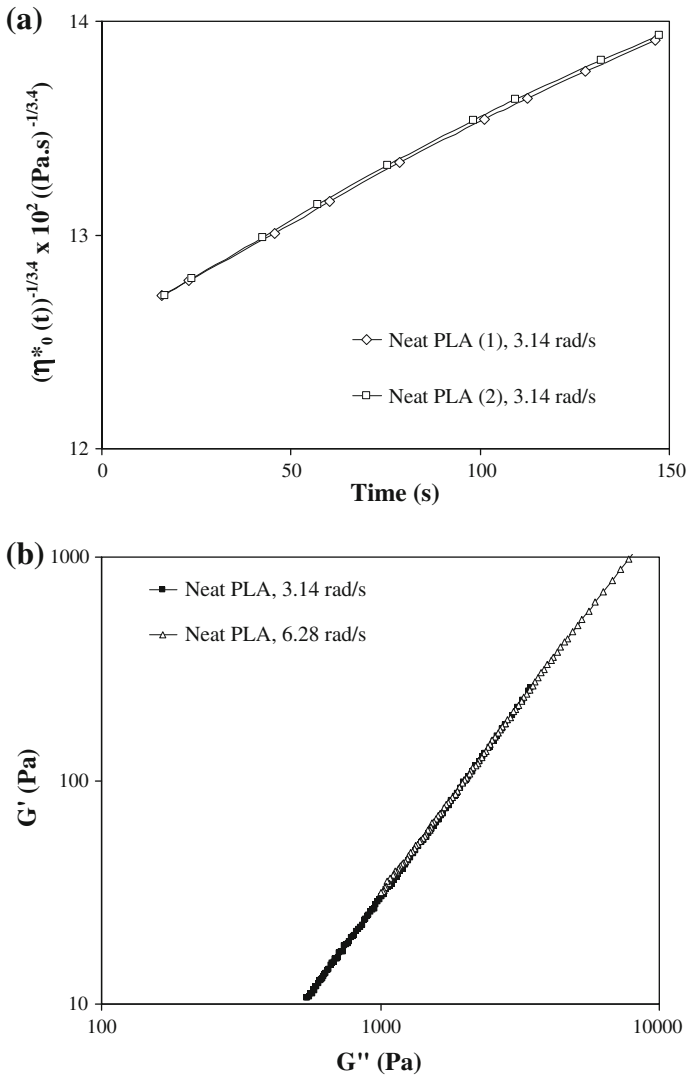 (a)
14
13
12
(η*₀ (t))⁻¹/³·⁴ x 10² ((Pa.s) ⁻¹/³·⁴)
Neat PLA (1), 3.14 rad/s
Neat PLA (2), 3.14 rad/s
0 50 100 150
Time (s)
(b)
1000
100
10
G' (Pa)
Neat PLA, 3.14 rad/s
Neat PLA, 6.28 rad/s
100 1000 10000
G" (Pa)